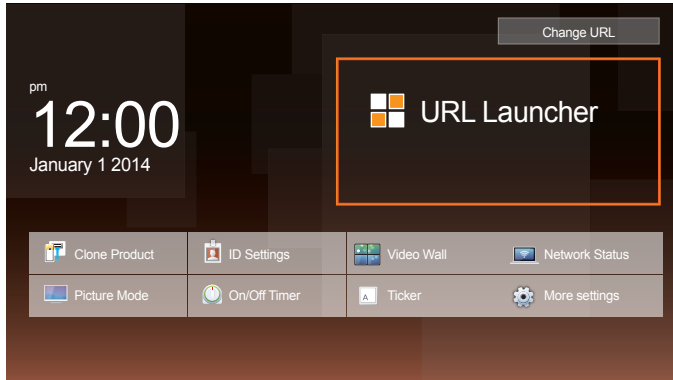 Change URL
pm
12:00
January 1 2014
URL Launcher
Clone Product
ID Settings
Video Wall
Network Status
Picture Mode
On/Off Timer
A
Ticker
More settings